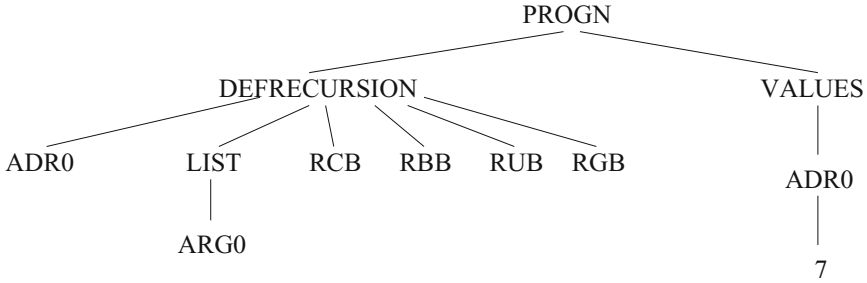 PROGN
DEFRECURSION VALUES
ADR0 LIST RCB RBB RUB RGB
ADR0
ARG0
7